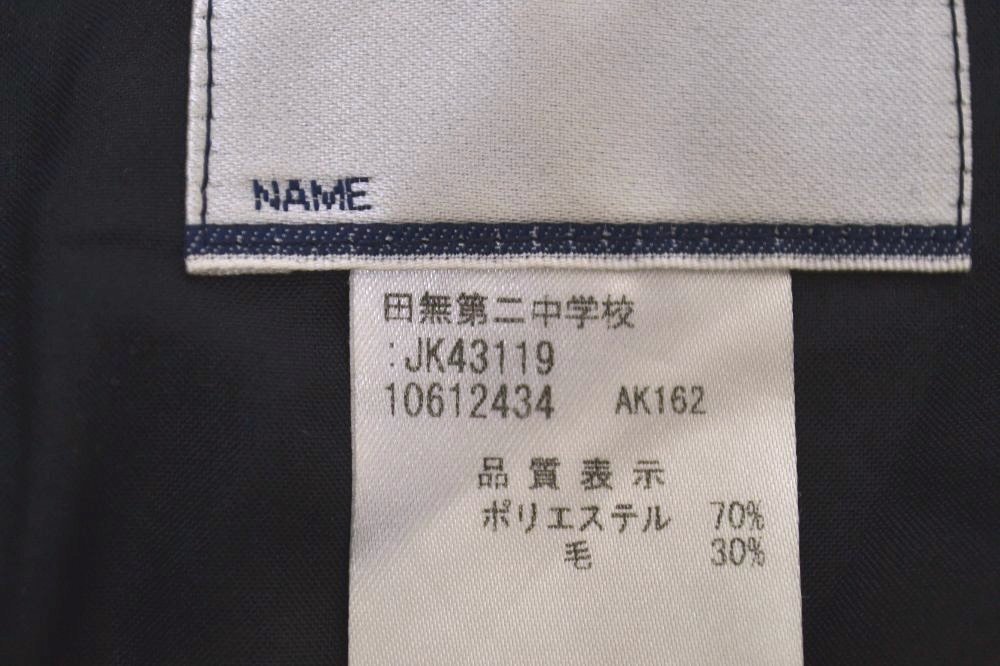 NAME
田無第二中学校
:JK43119
10612434 AK162
品質表示
ポリエステル 70%
毛 30%